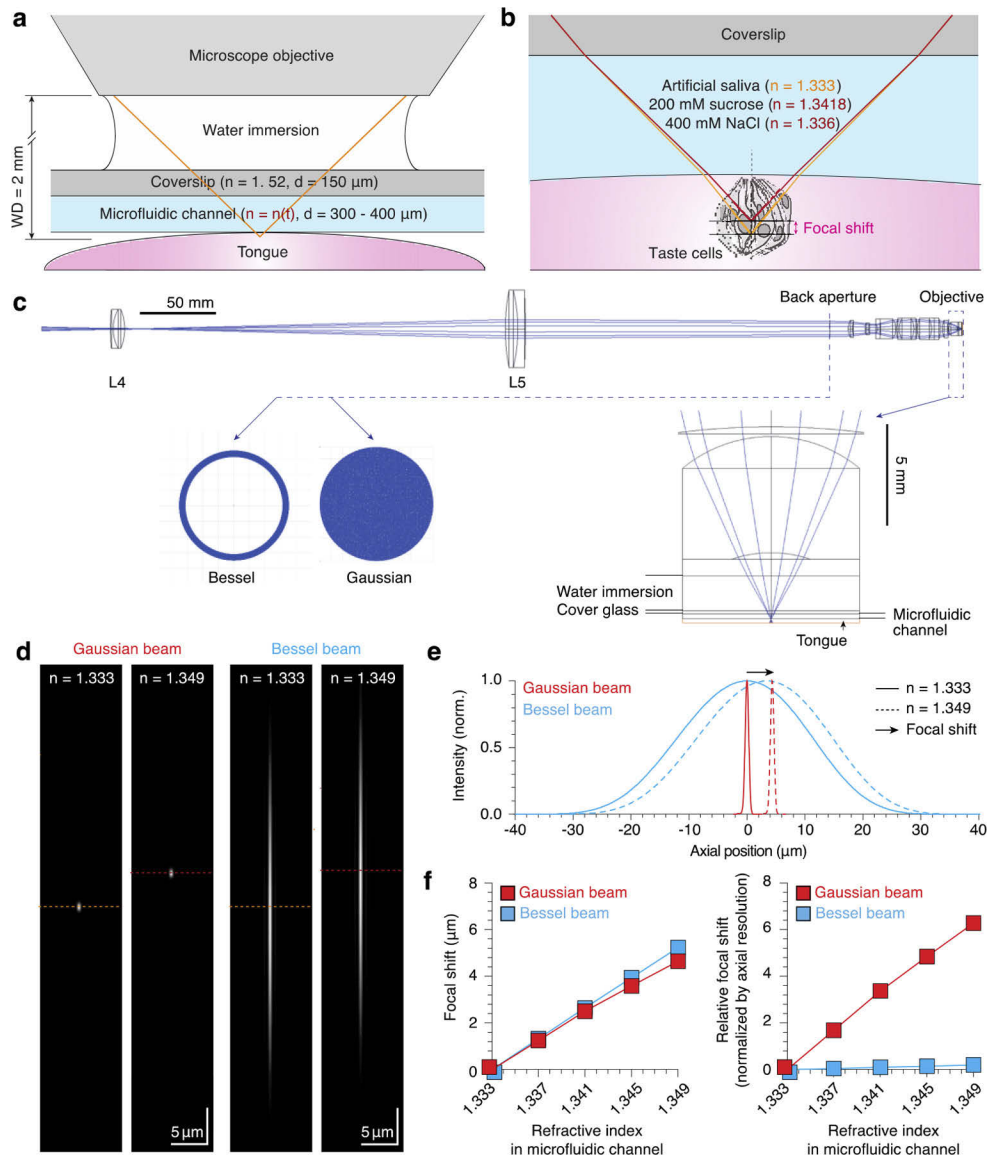 a
Microscope objective
Water immersion
WD = 2 mm
Coverslip (n = 1. 52, d = 150 µm)
Microfluidic channel (n = n(t), d = 300 - 400 µm)
Tongue
b
Coverslip
Artificial saliva (n = 1.333)
200 mM sucrose (n = 1.3418)
400 mM NaCl (n = 1.336)
Focal shift
Taste cells
c
50 mm
Back aperture
Objective
L4
L5
5 mm
Bessel
Gaussian
Water immersion
Cover glass
Microfluidic
channel
Tongue
d
Gaussian beam
Bessel beam
n = 1.333
n = 1.349
n = 1.333
n = 1.349
5 µm
5 µm
e
Gaussian beam
Bessel beam
n = 1.333
n = 1.349
Focal shift
Intensity (norm.)
1.0
0.5
0.0
-40
-30
-20
-10
0
10
20
30
40
Axial position (µm)
f
Gaussian beam
Bessel beam
Focal shift (µm)
8
6
4
2
0
1.333
1.337
1.341
1.345
1.349
Refractive index
in microfluidic channel
Gaussian beam
Bessel beam
Relative focal shift
(normalized by axial resolution)
8
6
4
2
0
1.333
1.337
1.341
1.345
1.349
Refractive index
in microfluidic channel